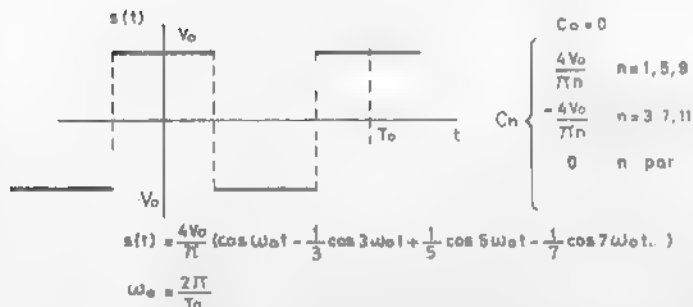 s(t)
Vo
To
t
Vo
Co = 0
Cn
4Vo/πn n=1,5,9
-4Vo/πn n=3 7,11
0 n par
s(t) = 4Vo/π (cos ωot - 1/3 cos 3ωot + 1/5 cos 5ωot - 1/7 cos 7ωot.. )
ωo = 2π/To